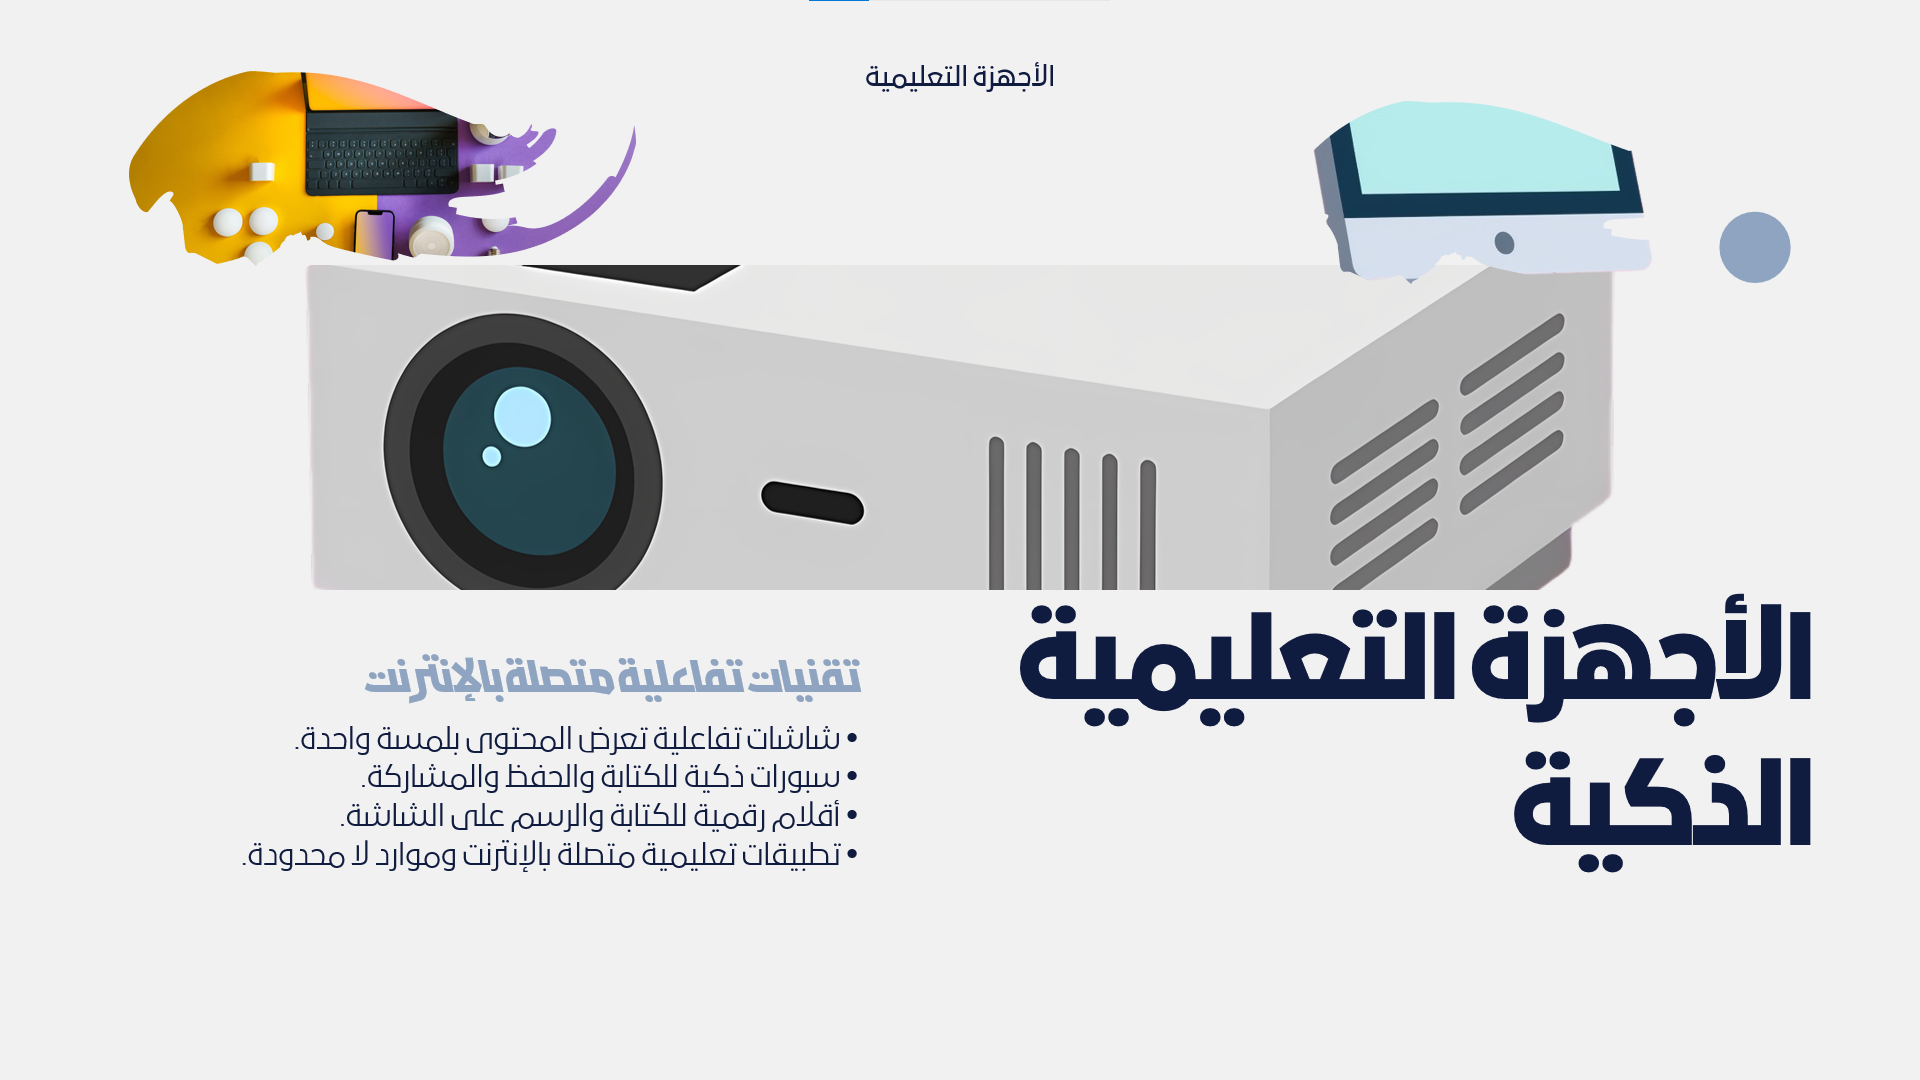 الأجهزة التعليمية
الأجهزة التعليمية
الذكية
تقنيات تفاعلية متصلة بالإنترنت
• شاشات تفاعلية تعرض المحتوى بلمسة واحدة.
• سبورات ذكية للكتابة والحفظ والمشاركة.
• أقلام رقمية للكتابة والرسم على الشاشة.
• تطبيقات تعليمية متصلة بالإنترنت وموارد لا محدودة.